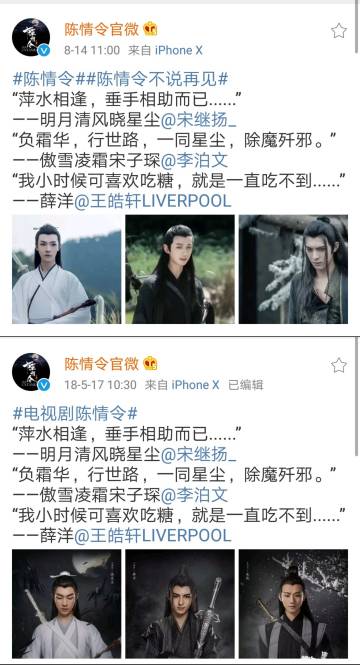 陈情令官微
8-14 11:00 来自 iPhone X
#陈情令##陈情令不说再见#
“萍水相逢，垂手相助而已......”
——明月清风晓星尘@宋继扬_
“负霜华，行世路，一同星尘，除魔歼邪。”
——傲雪凌霜宋子琛@李泊文
“我小时候可喜欢吃糖，就是一直吃不到......”
——薛洋@王皓轩LIVERPOOL
陈情令官微
18-5-17 10:30 来自 iPhone X 已编辑
#电视剧陈情令#
“萍水相逢，垂手相助而已......”
——明月清风晓星尘@宋继扬_
“负霜华，行世路，一同星尘，除魔歼邪。”
——傲雪凌霜宋子琛@李泊文
“我小时候可喜欢吃糖，就是一直吃不到......”
——薛洋@王皓轩LIVERPOOL